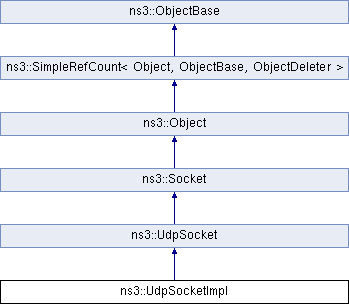 ns3::ObjectBase
ns3::SimpleRefCount< Object, ObjectBase, ObjectDeleter >
ns3::Object
ns3::Socket
ns3::UdpSocket
ns3::UdpSocketImpl